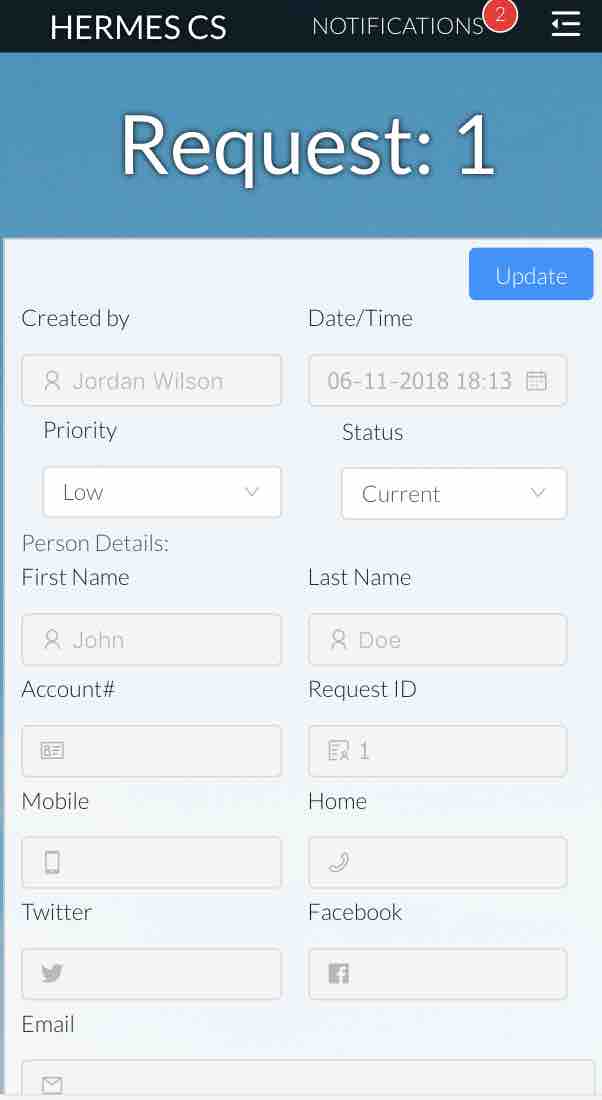 HERMES CS NOTIFICATIONS 2
Request: 1
Update
Created by Date/Time
Jordan Wilson 06-11-2018 18:13
Priority Status
Low Current
Person Details:
First Name Last Name
John Doe
Account# Request ID
1
Mobile Home
Twitter Facebook
Email